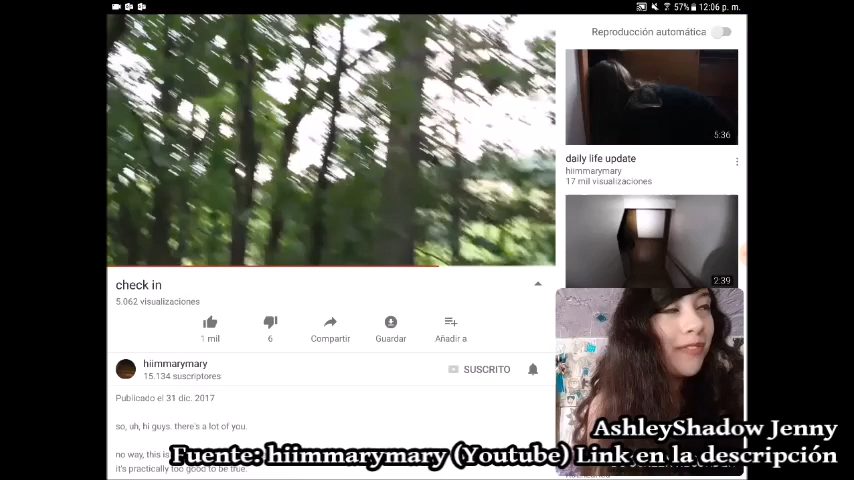 57% 12:06 p. m.
Reproducción automática
5:36
daily life update
hiimmarymary
17 mil visualizaciones
2:39
check in
5.062 visualizaciones
1 mil
6
Compartir
Guardar
Añadir a
hiimmarymary
15.134 suscriptores
SUSCRITO
Publicado el 31 dic. 2017
so, uh, hi guys. there's a lot of you.
no way, this is
it's practically too good to be true.
AshleyShadow Jenny
Fuente: hiimmarymary (Youtube) Link en la descripción